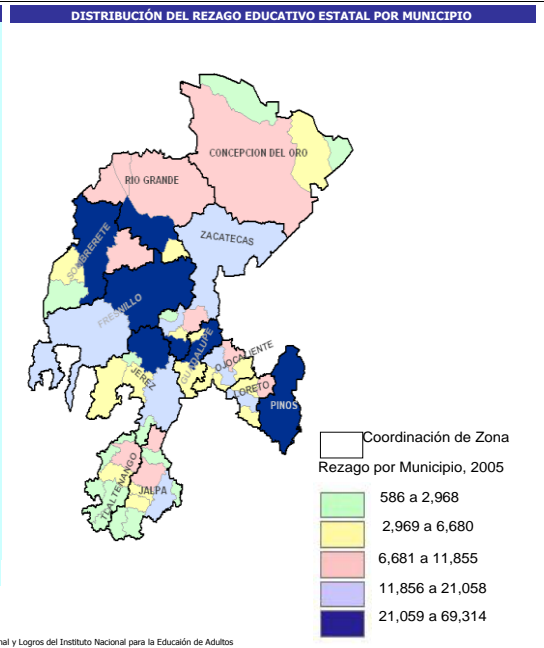 DISTRIBUCIÓN DEL REZAGO EDUCATIVO ESTATAL POR MUNICIPIO
CONCEPCION DEL ORO
RIO GRANDE
ZACATECAS
SOMBRERETE
FRESNILLO
GUADALUPE
OJOCALIENTE
JEREZ
LORETO
PINOS
TLALTENANGO
JALPA
Coordinación de Zona
Rezago por Municipio, 2005
586 a 2,968
2,969 a 6,680
6,681 a 11,855
11,856 a 21,058
21,059 a 69,314
nal y Logros del Instituto Nacional para la Educaión de Adultos